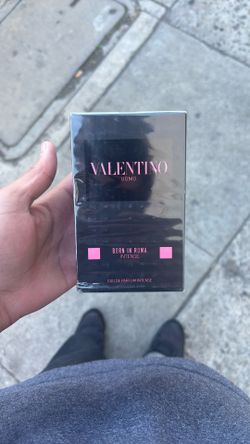 VALENTINO
UOMO
BORN IN ROMA
INTENSE
EAU DE PARFUM INTENSE